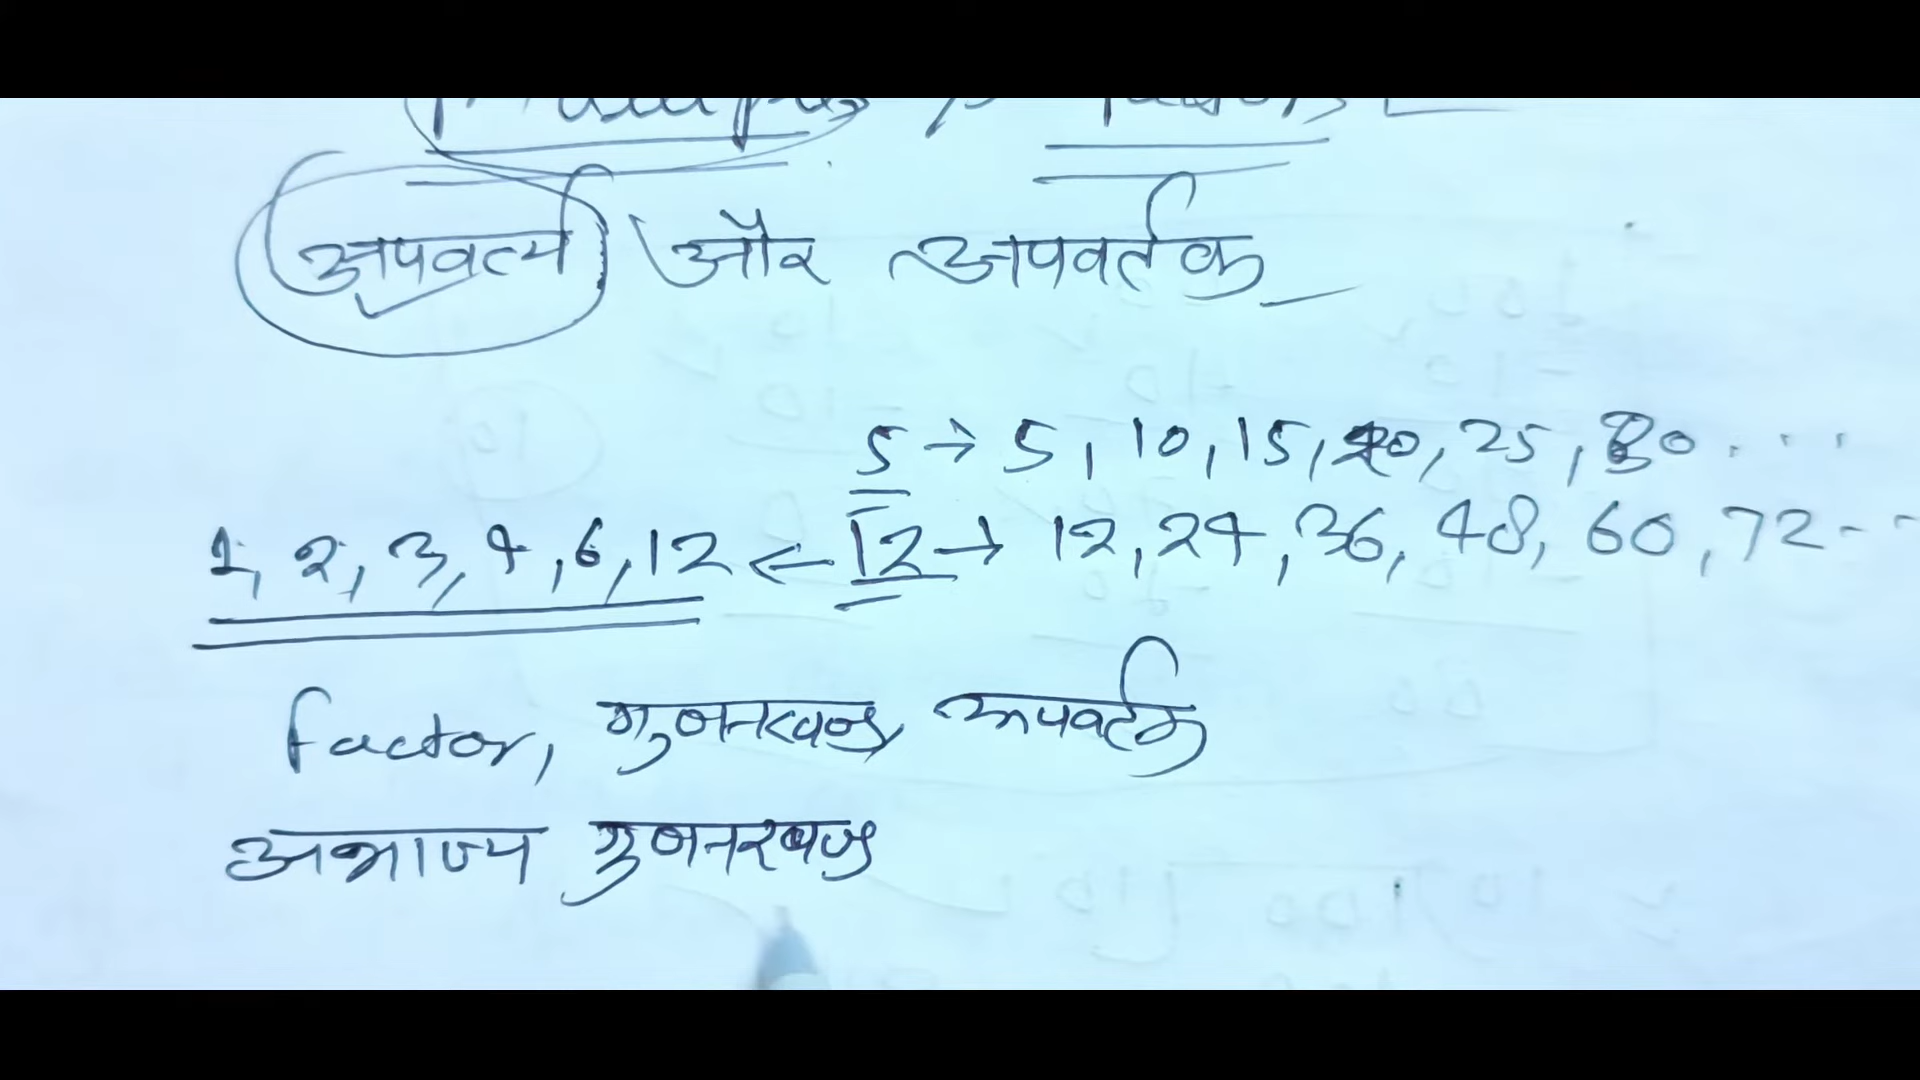 अपवर्त्य और अपवर्तक
5 → 5, 10, 15, 20, 25, 30 . . . .
1, 2, 3, 4, 6, 12 ← 12 → 12, 24, 36, 48, 60, 72 - - -
factor, गुणनखण्ड, अपवर्तक
अभाज्य गुणनखण्ड